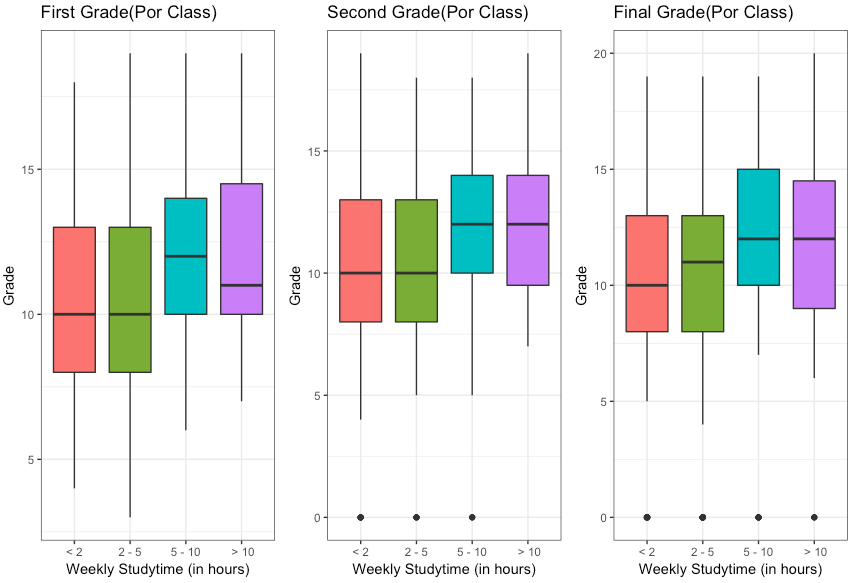 First Grade(Por Class)
Grade
15
10
5
< 2
2 - 5
5 - 10
> 10
Weekly Studytime (in hours)
Second Grade(Por Class)
Grade
15
10
5
0
< 2
2 - 5
5 - 10
> 10
Weekly Studytime (in hours)
Final Grade(Por Class)
Grade
20
15
10
5
0
< 2
2 - 5
5 - 10
> 10
Weekly Studytime (in hours)